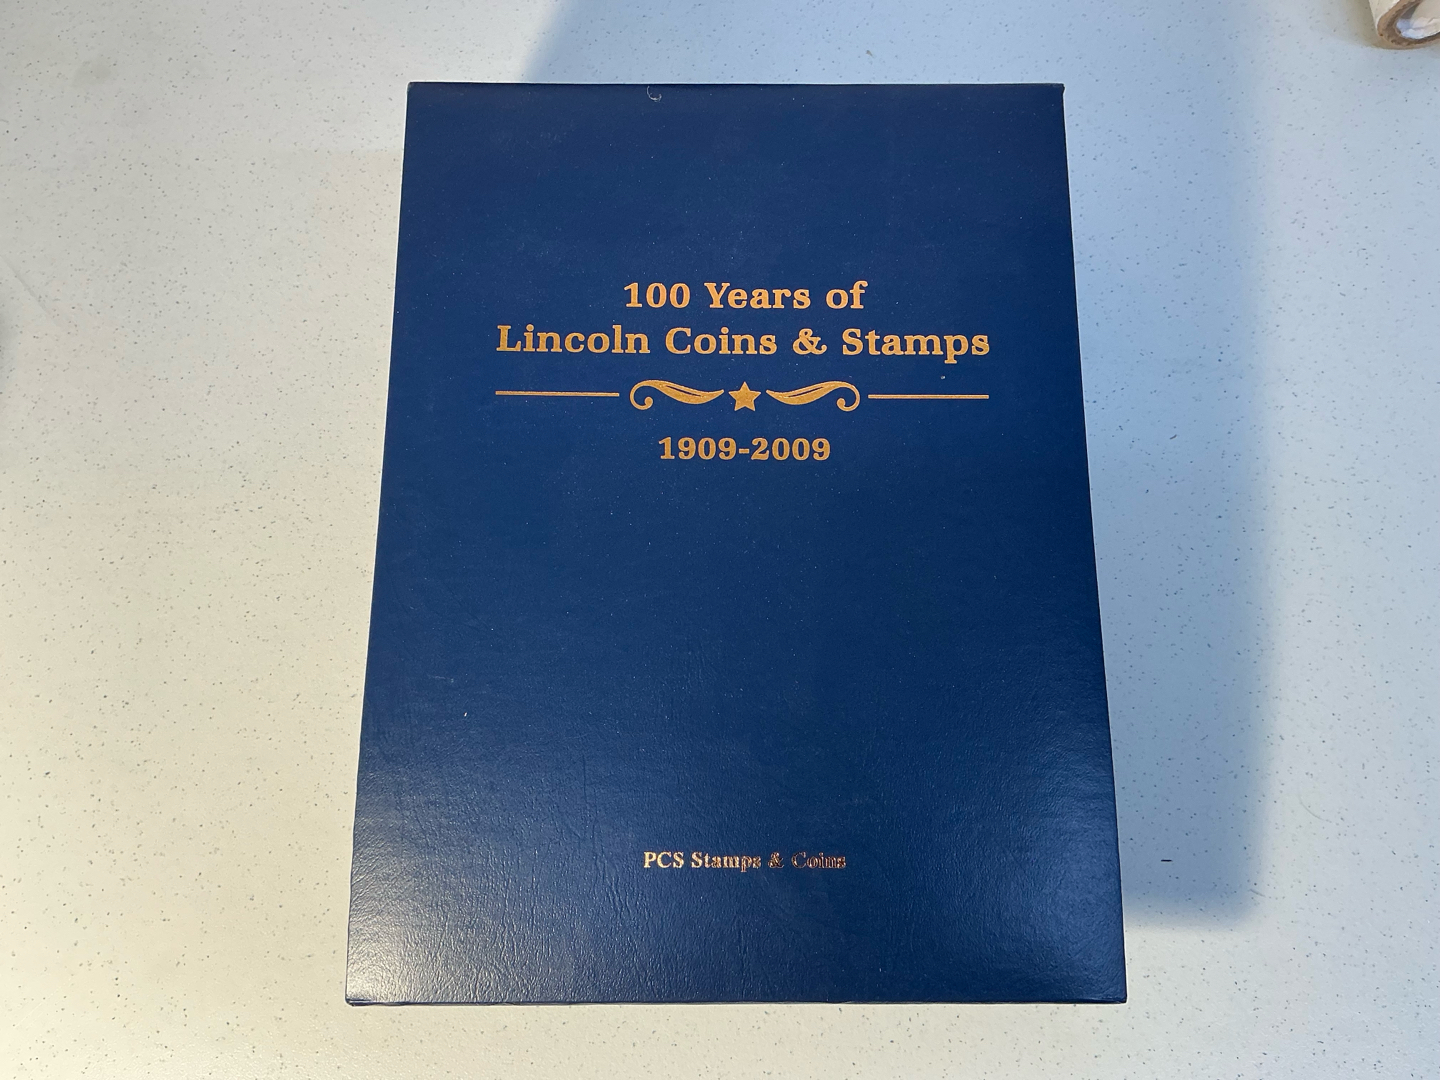 100 Years of
Lincoln Coins & Stamps
1909-2009
PCS Stamps & Coins